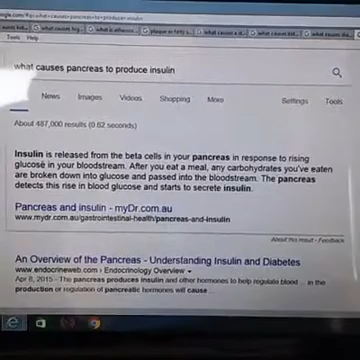 what causes pancreas to produce insulin
News Images Videos Shopping More Settings Tools
About 487,000 results (0.62 seconds)
Insulin is released from the beta cells in your pancreas in response to rising
glucose in your bloodstream. After you eat a meal, any carbohydrates you've eaten
are broken down into glucose and passed into the bloodstream. The pancreas
detects this rise in blood glucose and starts to secrete insulin.
Pancreas and insulin - myDr.com.au
www.mydr.com.au/gastrointestinal-health/pancreas-and-insulin
About this result • Feedback
An Overview of the Pancreas - Understanding Insulin and Diabetes
www.endocrineweb.com › Endocrinology Overview
Apr 8, 2015 - The pancreas produces insulin and other hormones to help regulate blood ... in the
production or regulation of pancreatic hormones will cause